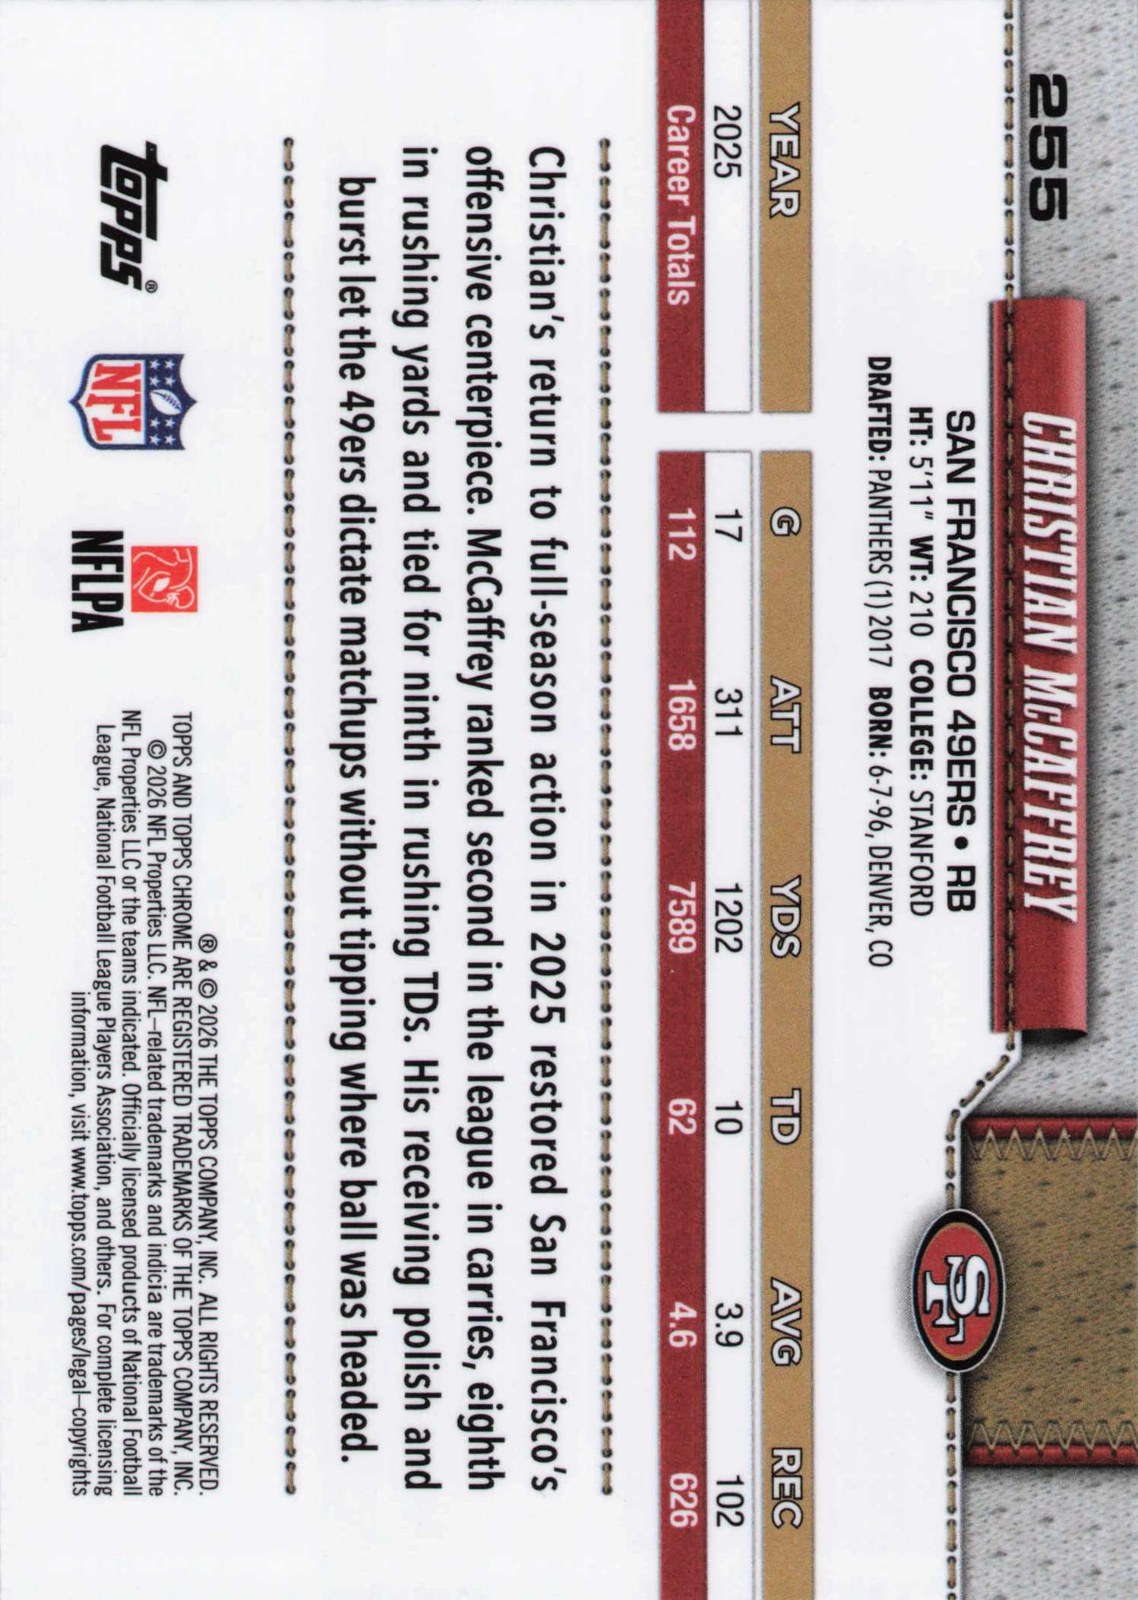 255
CHRISTIAN McCAFFREY
SAN FRANCISCO 49ERS • RB
HT: 5'11" WT: 210 COLLEGE: STANFORD
DRAFTED: PANTHERS (1) 2017 BORN: 6-7-96, DENVER, CO
SF
YEAR G ATT YDS TD AVG REC
2025 17 311 1202 10 3.9 102
Career Totals 112 1658 7589 62 4.6 626
Christian's return to full-season action in 2025 restored San Francisco's
offensive centerpiece. McCaffrey ranked second in the league in carries, eighth
in rushing yards and tied for ninth in rushing TDs. His receiving polish and
burst let the 49ers dictate matchups without tipping where ball was headed.
topps®
NFL
NFLPA
® & © 2026 THE TOPPS COMPANY, INC. ALL RIGHTS RESERVED.
TOPPS AND TOPPS CHROME ARE REGISTERED TRADEMARKS OF THE TOPPS COMPANY, INC.
© 2026 NFL Properties LLC. NFL-related trademarks and indicia are trademarks of the
NFL Properties LLC or the teams indicated. Officially licensed products of National Football
League, National Football League Players Association, and others. For complete licensing
information, visit www.topps.com/pages/legal-copyrights